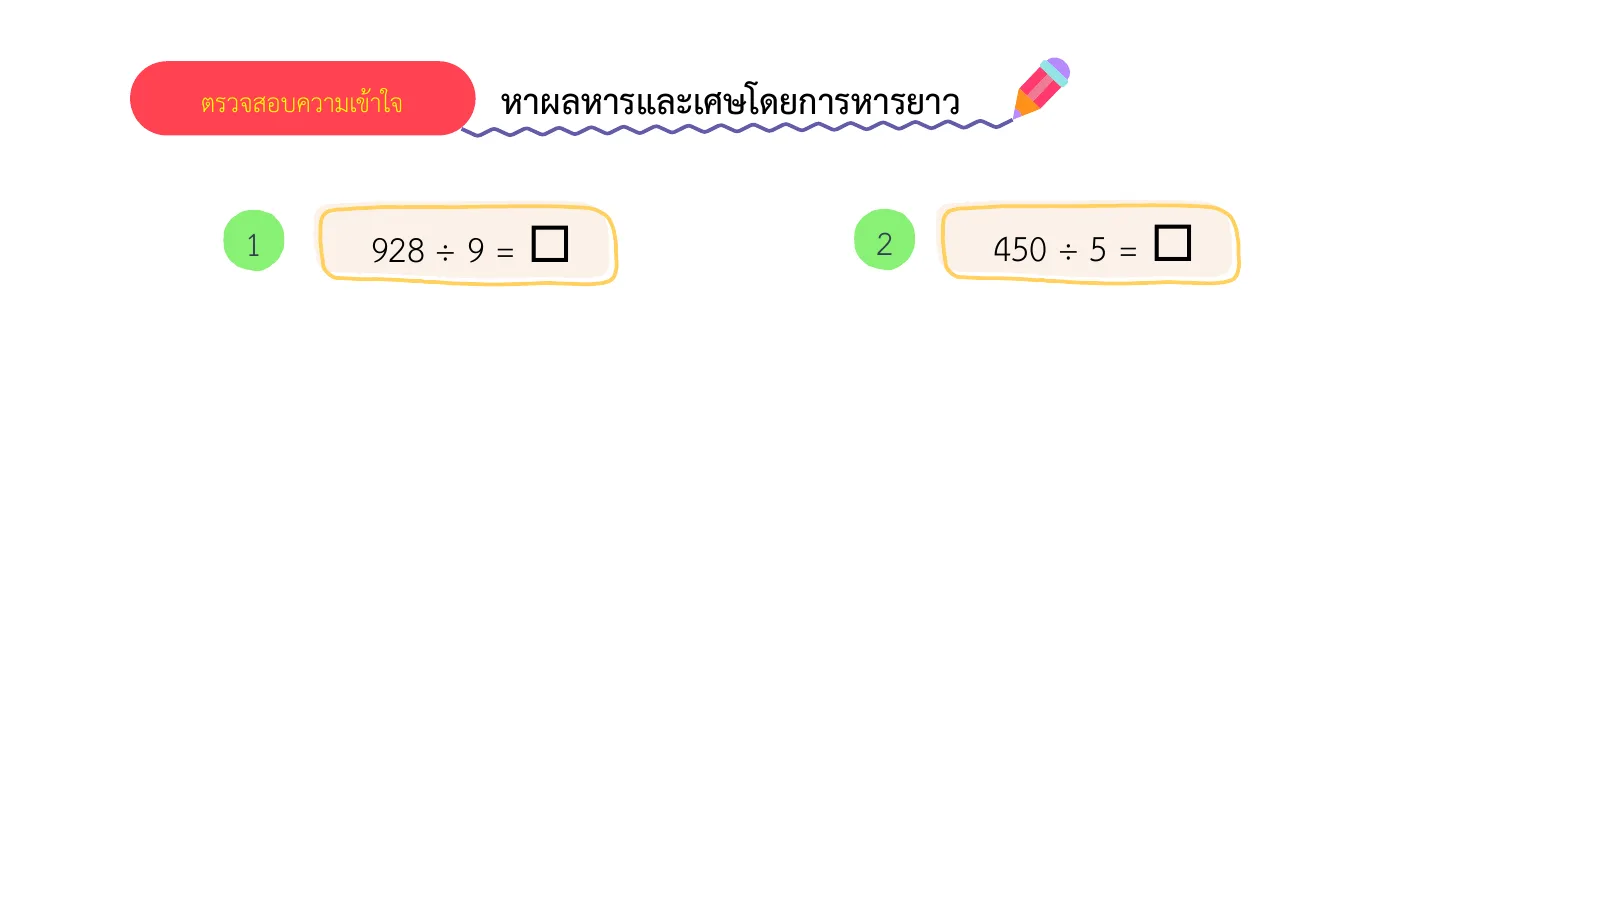 ตรวจสอบความเข้าใจ
หาผลหารและเศษโดยการหารยาว
1
928 ÷ 9 = □
2
450 ÷ 5 = □